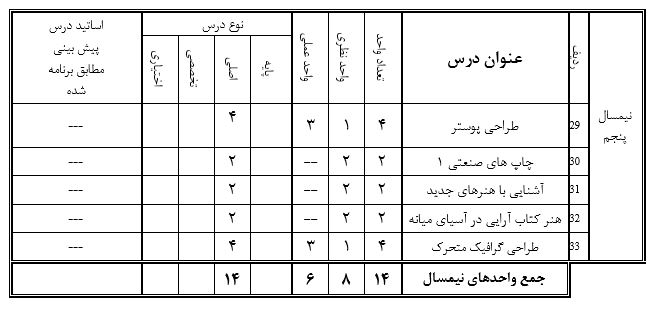 نیمسال پنجم
ردیف عنوان درس تعداد واحد واحد نظری واحد عملی نوع درس اساتید درس پیش بینی مطابق برنامه شده
پایه اصلی تخصصی اختیاری
29 طراحی پوستر ۴ ۱ ۳ ۴ ---
30 چاپ های صنعتی ۱ ۲ ۲ -- ۲ ---
31 آشنایی با هنرهای جدید ۲ ۲ -- ۲ ---
32 هنر کتاب آرایی در آسیای میانه ۲ ۲ -- ۲ ---
33 طراحی گرافیک متحرک ۴ ۱ ۳ ۴ ---
جمع واحدهای نیمسال ۱۴ ۸ ۶ ۱۴